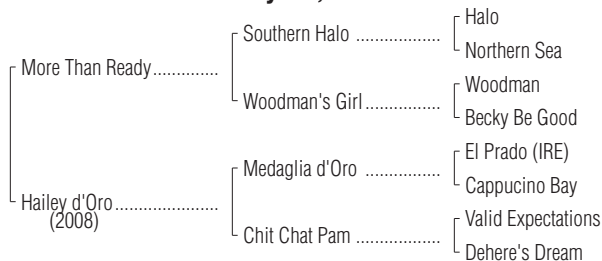 Halo
Southern Halo ..................
Northern Sea
More Than Ready..............
Woodman
Woodman's Girl................
Becky Be Good
El Prado (IRE)
Medaglia d'Oro ................
Cappucino Bay
Hailey d'Oro......................
(2008)
Valid Expectations
Chit Chat Pam ..................
Dehere's Dream